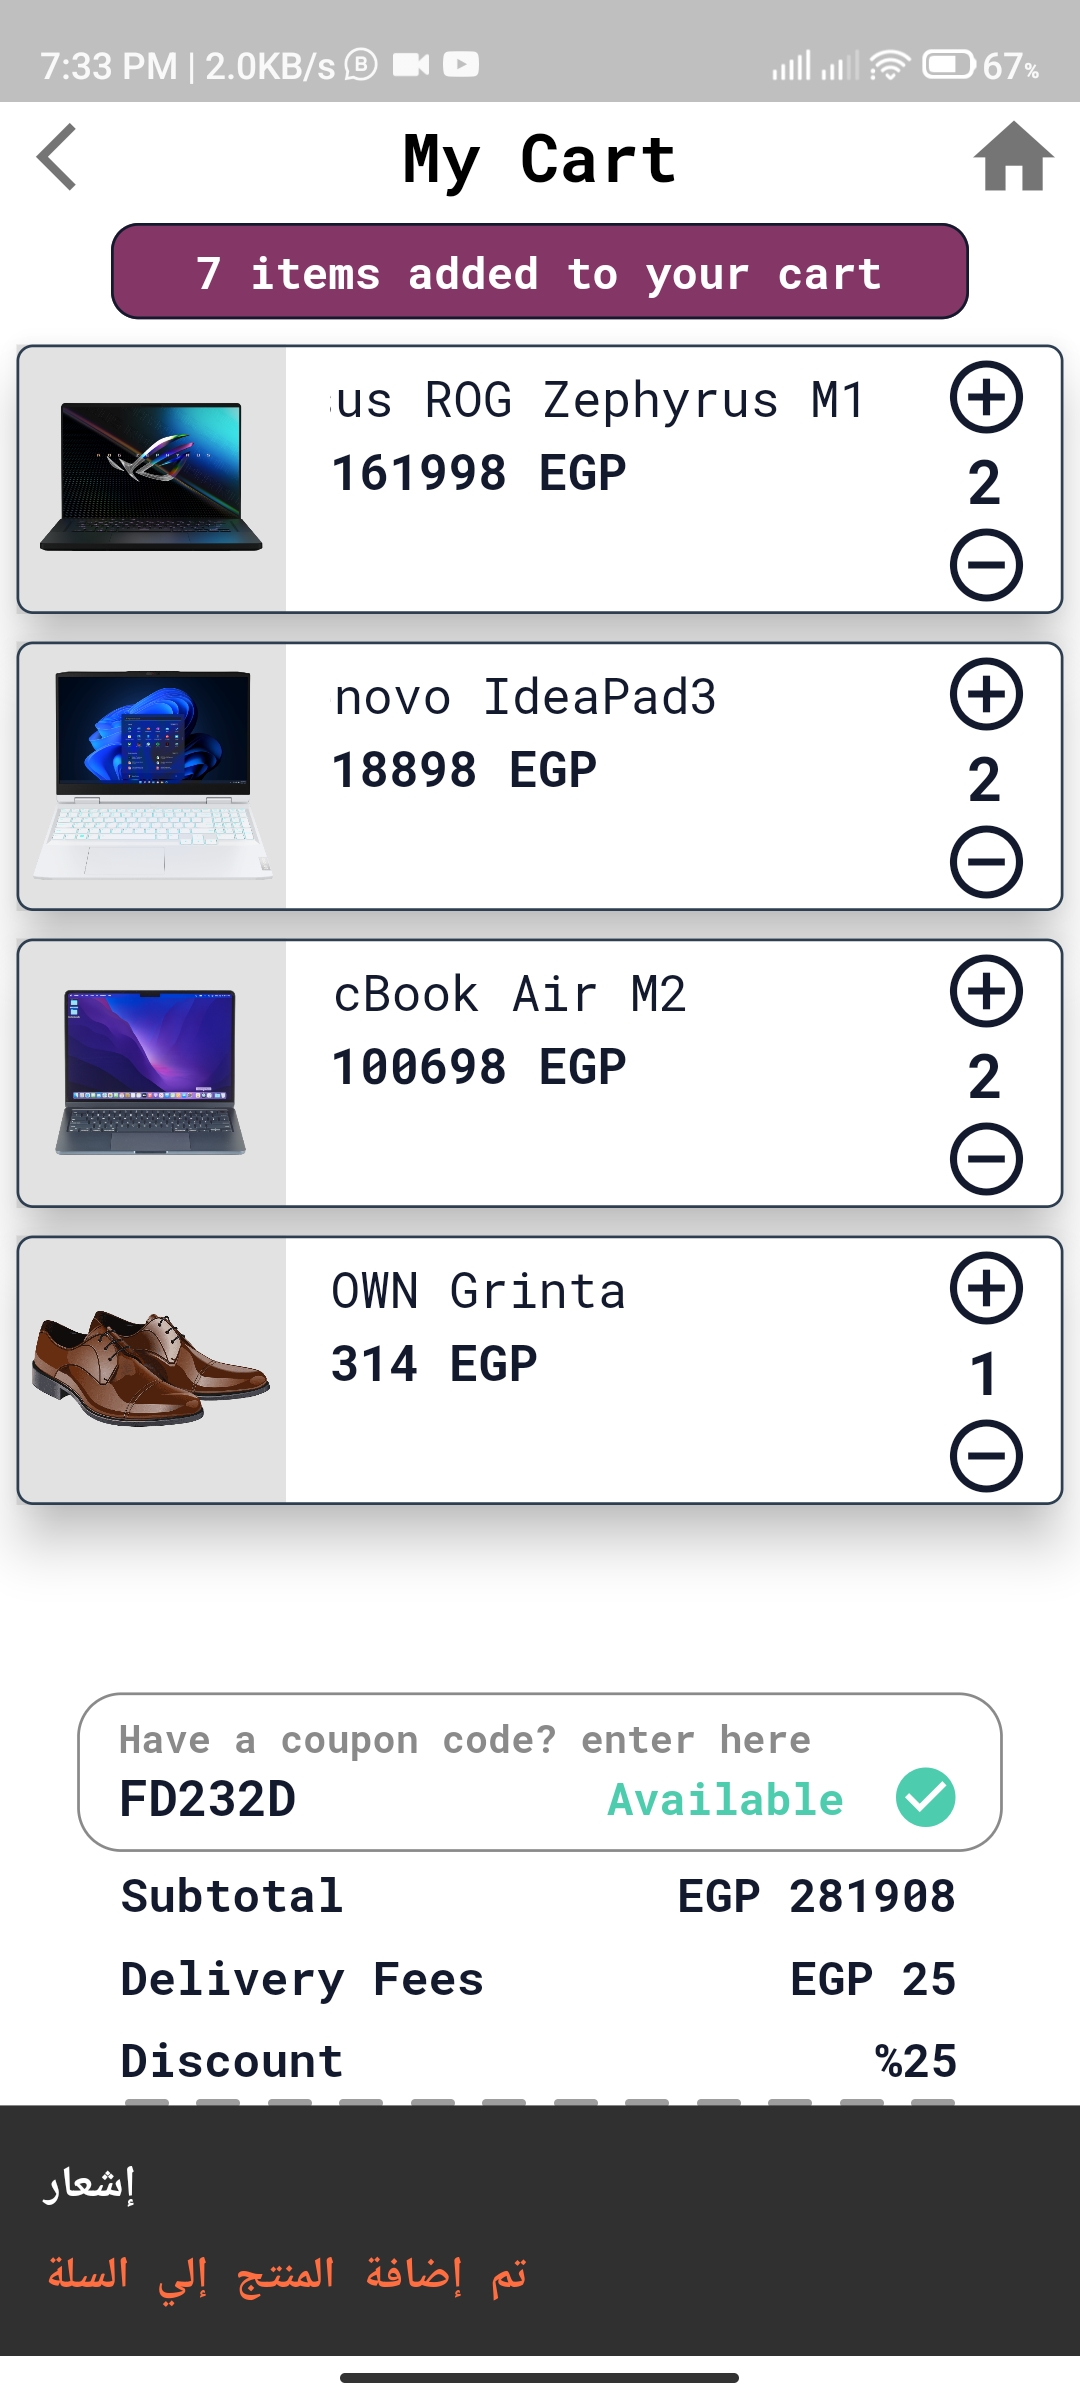 7:33 PM | 2.0KB/s 67%
My Cart
7 items added to your cart
us ROG Zephyrus M1
161998 EGP
2
novo IdeaPad3
18898 EGP
2
cBook Air M2
100698 EGP
2
OWN Grinta
314 EGP
1
Have a coupon code? enter here
FD232D Available
Subtotal EGP 281908
Delivery Fees EGP 25
Discount %25
إشعار
تم إضافة المنتج إلي السلة